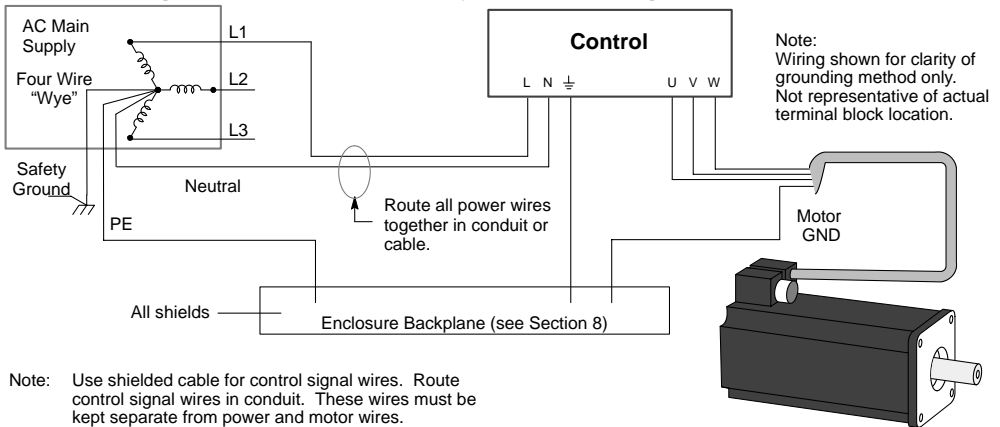 AC Main
Supply
Four Wire
“Wye”
L1
L2
L3
Safety
Ground
Neutral
PE
Control
L N
U V W
Note:
Wiring shown for clarity of
grounding method only.
Not representative of actual
terminal block location.
Route all power wires
together in conduit or
cable.
Motor
GND
All shields
Enclosure Backplane (see Section 8)
Note: Use shielded cable for control signal wires. Route
control signal wires in conduit. These wires must be
kept separate from power and motor wires.